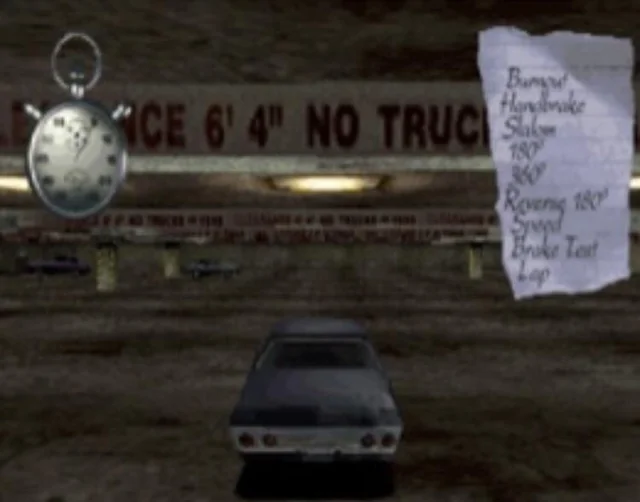 NCE 6' 4" NO TRUC
Burnout
Handbrake
Slalom
180°
360°
Reverse 180°
Speed
Brake Test
Lap